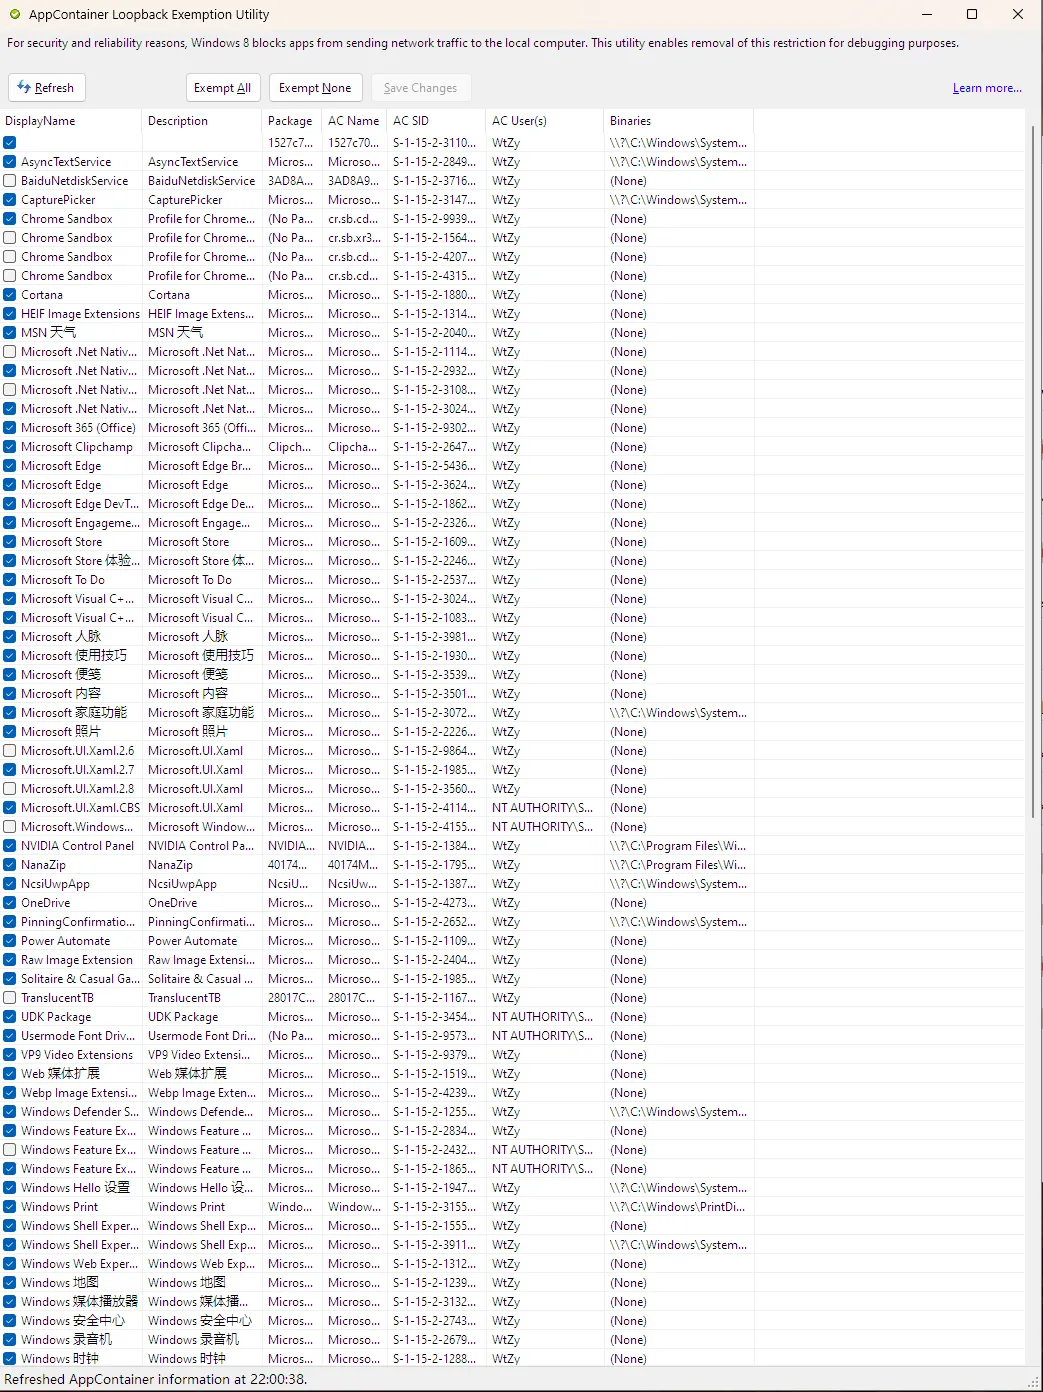 AppContainer Loopback Exemption Utility
For security and reliability reasons, Windows 8 blocks apps from sending network traffic to the local computer. This utility enables removal of this restriction for debugging purposes.
Refresh Exempt All Exempt None Save Changes Learn more...
DisplayName Description Package AC Name AC SID AC User(s) Binaries
1527c7... 1527c70... S-1-15-2-3110... WtZy \\?\C:\Windows\System...
AsyncTextService AsyncTextService Micros... Microso... S-1-15-2-2849... WtZy \\?\C:\Windows\System...
BaiduNetdiskService BaiduNetdiskService 3AD8A... 3AD8A9... S-1-15-2-3716... WtZy (None)
CapturePicker CapturePicker Micros... Microso... S-1-15-2-3147... WtZy \\?\C:\Windows\System...
Chrome Sandbox Profile for Chrome... (No Pa... cr.sb.cd... S-1-15-2-9939... WtZy (None)
Chrome Sandbox Profile for Chrome... (No Pa... cr.sb.xr3... S-1-15-2-1564... WtZy (None)
Chrome Sandbox Profile for Chrome... (No Pa... cr.sb.cd... S-1-15-2-4207... WtZy (None)
Chrome Sandbox Profile for Chrome... (No Pa... cr.sb.cd... S-1-15-2-4315... WtZy (None)
Cortana Cortana Micros... Microso... S-1-15-2-1880... WtZy (None)
HEIF Image Extensions HEIF Image Extens... Micros... Microso... S-1-15-2-1314... WtZy (None)
MSN 天气 MSN 天气 Micros... Microso... S-1-15-2-2040... WtZy (None)
Microsoft .Net Nativ... Microsoft .Net Nat... Micros... Microso... S-1-15-2-1114... WtZy (None)
Microsoft .Net Nativ... Microsoft .Net Nat... Micros... Microso... S-1-15-2-2932... WtZy (None)
Microsoft .Net Nativ... Microsoft .Net Nat... Micros... Microso... S-1-15-2-3108... WtZy (None)
Microsoft .Net Nativ... Microsoft .Net Nat... Micros... Microso... S-1-15-2-3024... WtZy (None)
Microsoft 365 (Office) Microsoft 365 (Offi... Micros... Microso... S-1-15-2-9302... WtZy (None)
Microsoft Clipchamp Microsoft Clipcha... Clipch... Clipcha... S-1-15-2-2647... WtZy (None)
Microsoft Edge Microsoft Edge Br... Micros... Microso... S-1-15-2-5436... WtZy (None)
Microsoft Edge Microsoft Edge Micros... Microso... S-1-15-2-3624... WtZy (None)
Microsoft Edge DevT... Microsoft Edge De... Micros... Microso... S-1-15-2-1862... WtZy (None)
Microsoft Engageme... Microsoft Engage... Micros... Microso... S-1-15-2-2326... WtZy (None)
Microsoft Store Microsoft Store Micros... Microso... S-1-15-2-1609... WtZy (None)
Microsoft Store 体验... Microsoft Store 体... Micros... Microso... S-1-15-2-2246... WtZy (None)
Microsoft To Do Microsoft To Do Micros... Microso... S-1-15-2-2537... WtZy (None)
Microsoft Visual C+... Microsoft Visual C... Micros... Microso... S-1-15-2-3024... WtZy (None)
Microsoft Visual C+... Microsoft Visual C... Micros... Microso... S-1-15-2-1083... WtZy (None)
Microsoft 人脉 Microsoft 人脉 Micros... Microso... S-1-15-2-3981... WtZy (None)
Microsoft 使用技巧 Microsoft 使用技巧 Micros... Microso... S-1-15-2-1930... WtZy (None)
Microsoft 便笺 Microsoft 便笺 Micros... Microso... S-1-15-2-3539... WtZy (None)
Microsoft 内容 Microsoft 内容 Micros... Microso... S-1-15-2-3501... WtZy (None)
Microsoft 家庭功能 Microsoft 家庭功能 Micros... Microso... S-1-15-2-3072... WtZy \\?\C:\Windows\System...
Microsoft 照片 Microsoft 照片 Micros... Microso... S-1-15-2-2226... WtZy (None)
Microsoft.UI.Xaml.2.6 Microsoft.UI.Xaml Micros... Microso... S-1-15-2-9864... WtZy (None)
Microsoft.UI.Xaml.2.7 Microsoft.UI.Xaml Micros... Microso... S-1-15-2-1985... WtZy (None)
Microsoft.UI.Xaml.2.8 Microsoft.UI.Xaml Micros... Microso... S-1-15-2-3560... WtZy (None)
Microsoft.UI.Xaml.CBS Microsoft.UI.Xaml Micros... Microso... S-1-15-2-4114... NT AUTHORITY\S... (None)
Microsoft.Windows... Microsoft Window... Micros... Microso... S-1-15-2-4155... NT AUTHORITY\S... (None)
NVIDIA Control Panel NVIDIA Control Pa... NVIDIA... NVIDIA... S-1-15-2-1384... WtZy \\?\C:\Program Files\Wi...
NanaZip NanaZip 40174... 40174M... S-1-15-2-1795... WtZy \\?\C:\Program Files\Wi...
NcsiUwpApp NcsiUwpApp NcsiU... NcsiUw... S-1-15-2-1387... WtZy \\?\C:\Windows\System...
OneDrive OneDrive Micros... Microso... S-1-15-2-4273... WtZy (None)
PinningConfirmatio... PinningConfirmati... Micros... Microso... S-1-15-2-2652... WtZy \\?\C:\Windows\System...
Power Automate Power Automate Micros... Microso... S-1-15-2-1109... WtZy (None)
Raw Image Extension Raw Image Extensi... Micros... Microso... S-1-15-2-2404... WtZy (None)
Solitaire & Casual Ga... Solitaire & Casual ... Micros... Microso... S-1-15-2-1985... WtZy (None)
TranslucentTB TranslucentTB 28017C... 28017C... S-1-15-2-1167... WtZy (None)
UDK Package UDK Package Micros... Microso... S-1-15-2-3454... NT AUTHORITY\S... (None)
Usermode Font Driv... Usermode Font Dri... (No Pa... microso... S-1-15-2-9573... NT AUTHORITY\S... (None)
VP9 Video Extensions VP9 Video Extensi... Micros... Microso... S-1-15-2-9379... WtZy (None)
Web 媒体扩展 Web 媒体扩展 Micros... Microso... S-1-15-2-1519... WtZy (None)
Webp Image Extensi... Webp Image Exten... Micros... Microso... S-1-15-2-4239... WtZy (None)
Windows Defender S... Windows Defende... Micros... Microso... S-1-15-2-1255... WtZy \\?\C:\Windows\System...
Windows Feature Ex... Windows Feature ... Micros... Microso... S-1-15-2-2834... WtZy (None)
Windows Feature Ex... Windows Feature ... Micros... Microso... S-1-15-2-2432... NT AUTHORITY\S... (None)
Windows Feature Ex... Windows Feature ... Micros... Microso... S-1-15-2-1865... NT AUTHORITY\S... (None)
Windows Hello 设置 Windows Hello 设... Micros... Microso... S-1-15-2-1947... WtZy \\?\C:\Windows\System...
Windows Print Windows Print Windo... Window... S-1-15-2-3155... WtZy \\?\C:\Windows\PrintDi...
Windows Shell Exper... Windows Shell Exp... Micros... Microso... S-1-15-2-1555... WtZy (None)
Windows Shell Exper... Windows Shell Exp... Micros... Microso... S-1-15-2-3911... WtZy \\?\C:\Windows\System...
Windows Web Exper... Windows Web Exp... Micros... Microso... S-1-15-2-1312... WtZy (None)
Windows 地图 Windows 地图 Micros... Microso... S-1-15-2-1239... WtZy (None)
Windows 媒体播放器 Windows 媒体播... Micros... Microso... S-1-15-2-3132... WtZy (None)
Windows 安全中心 Windows 安全中心 Micros... Microso... S-1-15-2-2743... WtZy (None)
Windows 录音机 Windows 录音机 Micros... Microso... S-1-15-2-2679... WtZy (None)
Windows 时钟 Windows 时钟 Micros... Microso... S-1-15-2-1288... WtZy (None)
Refreshed AppContainer information at 22:00:38.